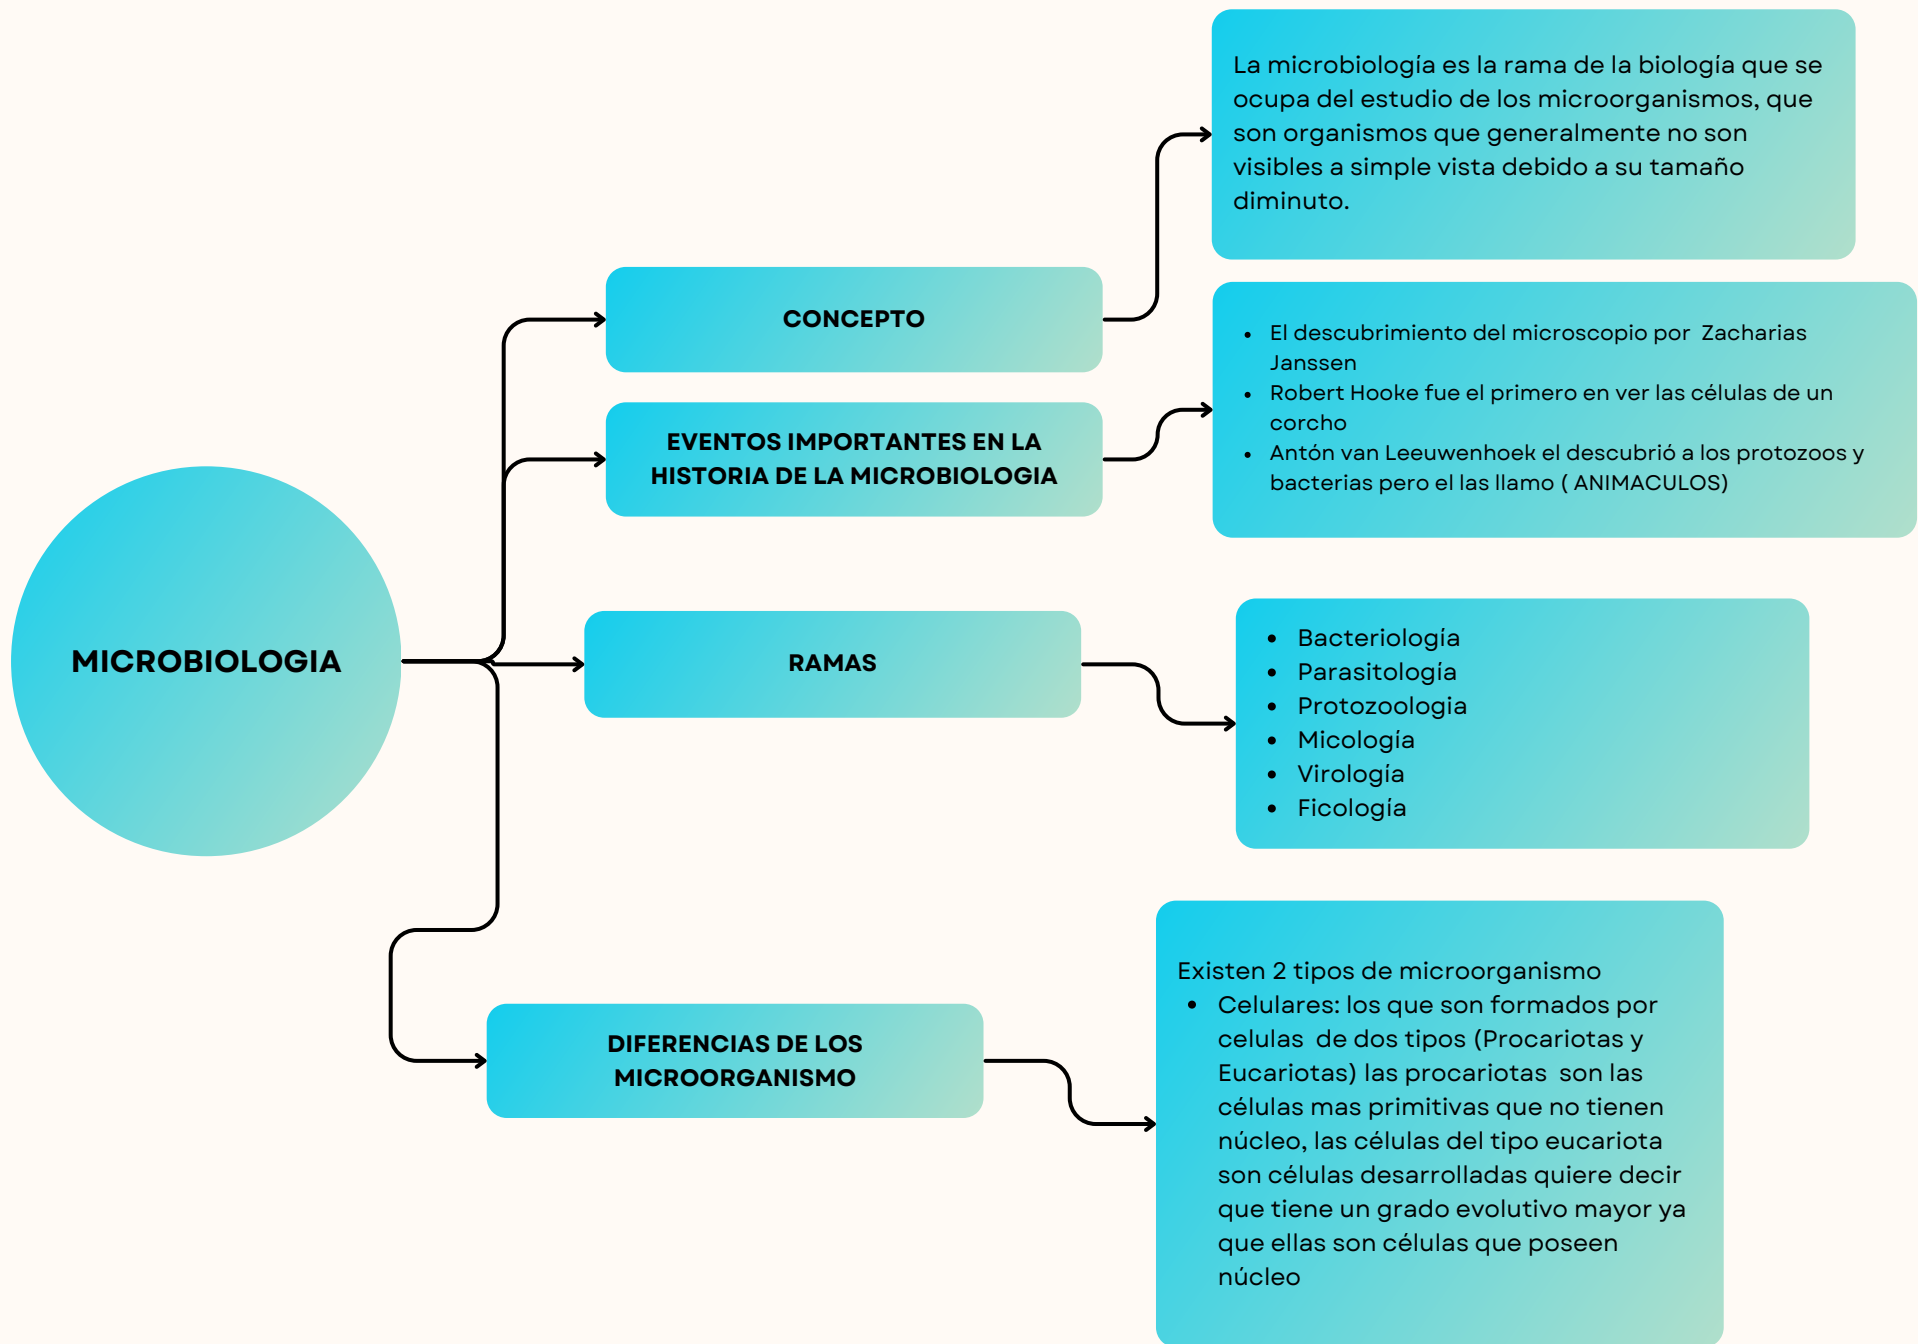 MICROBIOLOGIA
CONCEPTO
La microbiología es la rama de la biología que se
ocupa del estudio de los microorganismos, que
son organismos que generalmente no son
visibles a simple vista debido a su tamaño
diminuto.
EVENTOS IMPORTANTES EN LA
HISTORIA DE LA MICROBIOLOGIA
• El descubrimiento del microscopio por  Zacharias
Janssen
• Robert Hooke fue el primero en ver las células de un
corcho
• Antón van Leeuwenhoek el descubrió a los protozoos y
bacterias pero el las llamo ( ANIMACULOS)
RAMAS
• Bacteriología
• Parasitología
• Protozoologia
• Micología
• Virología
• Ficología
DIFERENCIAS DE LOS
MICROORGANISMO
Existen 2 tipos de microorganismo
• Celulares: los que son formados por
celulas  de dos tipos (Procariotas y
Eucariotas) las procariotas  son las
células mas primitivas que no tienen
núcleo, las células del tipo eucariota
son células desarrolladas quiere decir
que tiene un grado evolutivo mayor ya
que ellas son células que poseen
núcleo